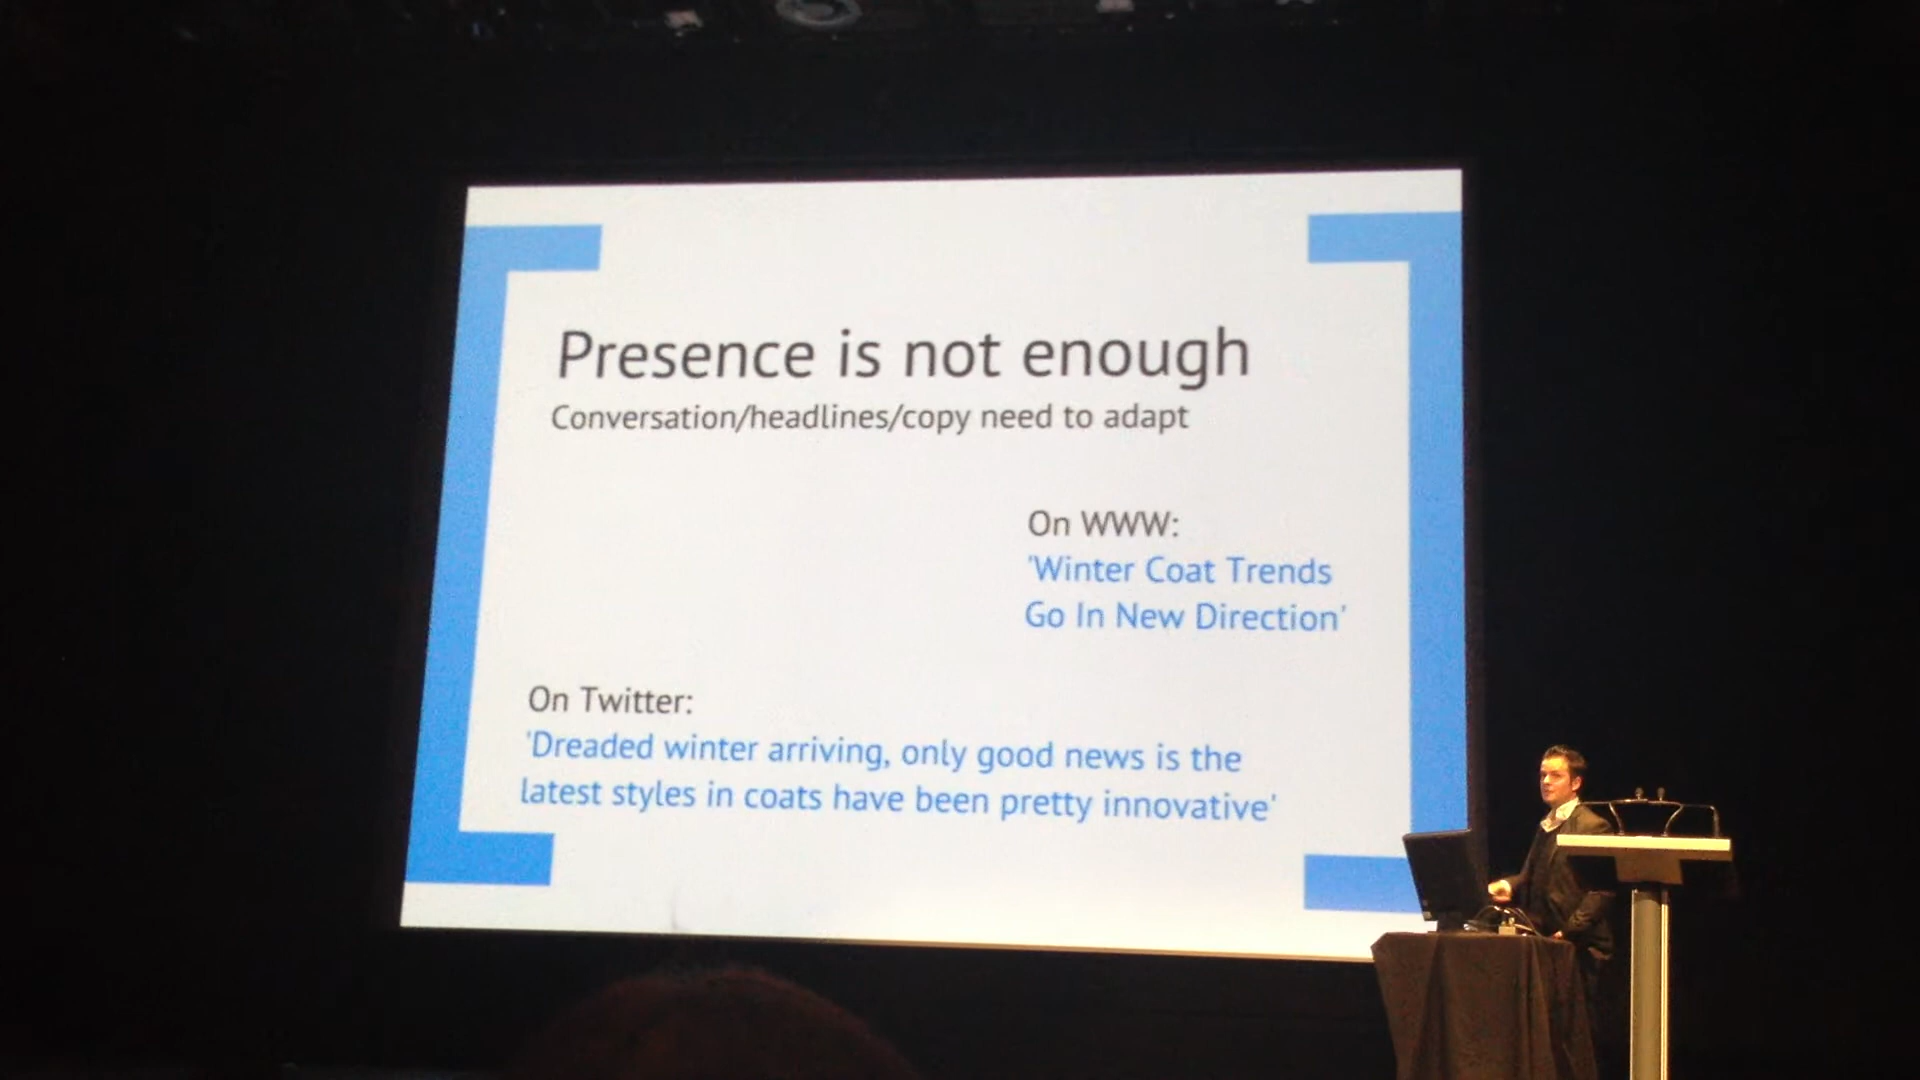 Presence is not enough
Conversation/headlines/copy need to adapt
On WWW:
'Winter Coat Trends
Go In New Direction'
On Twitter:
'Dreaded winter arriving, only good news is the
latest styles in coats have been pretty innovative'